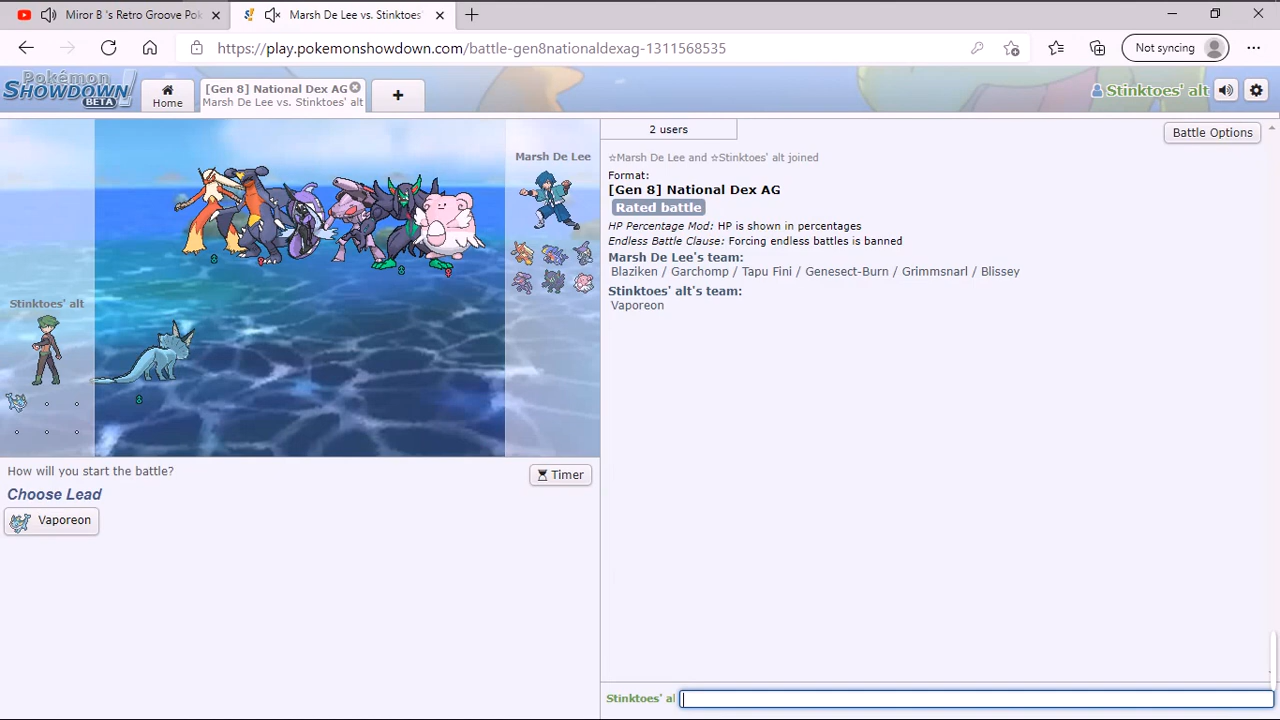 Miror B 's Retro Groove Pok
Marsh De Lee vs. Stinktoes'
https://play.pokemonshowdown.com/battle-gen8nationaldexag-1311568535
Not syncing
Pokémon
SHOWDOWN
BETA
Home
[Gen 8] National Dex AG
Marsh De Lee vs. Stinktoes' alt
Stinktoes' alt
2 users
Battle Options
Marsh De Lee
Stinktoes' alt
☆Marsh De Lee and ☆Stinktoes' alt joined
Format:
[Gen 8] National Dex AG
Rated battle
HP Percentage Mod: HP is shown in percentages
Endless Battle Clause: Forcing endless battles is banned
Marsh De Lee's team:
Blaziken / Garchomp / Tapu Fini / Genesect-Burn / Grimmsnarl / Blissey
Stinktoes' alt's team:
Vaporeon
How will you start the battle?
Timer
Choose Lead
Vaporeon
Stinktoes' al